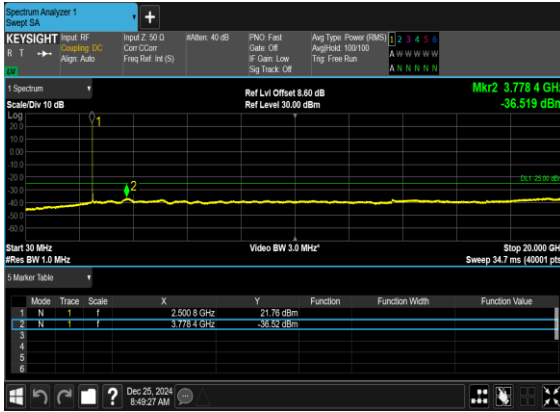 Spectrum Analyzer 1
Swept SA
+
KEYSIGHT
R T
LV
Input: RF
Coupling: DC
Align: Auto
Input Z: 50 Ω
Corr CCorr
Freq Ref: Int (S)
#Atten: 40 dB
PNO: Fast
Gate: Off
IF Gain: Low
Sig Track: Off
Avg Type: Power (RMS)
Avg|Hold: 100/100
Trig: Free Run
1 2 3 4 5 6
A W W W W W
A N N N N N
1 Spectrum
Scale/Div 10 dB
Ref Lvl Offset 8.60 dB
Ref Level 30.00 dBm
Mkr2 3.778 4 GHz
-36.519 dBm
Log
20.0
10.0
0.00
-10.0
-20.0
-30.0
-40.0
-50.0
-60.0
1
2
DL1 -25.00 dBm
Start 30 MHz
#Res BW 1.0 MHz
Video BW 3.0 MHz*
Stop 20.000 GHz
Sweep 34.7 ms (40001 pts)
5 Marker Table
Mode Trace Scale X Y Function Function Width Function Value
1 N 1 f 2.500 8 GHz 21.76 dBm
2 N 1 f 3.778 4 GHz -36.52 dBm
3
4
5
6
?
Dec 25, 2024
8:49:27 AM